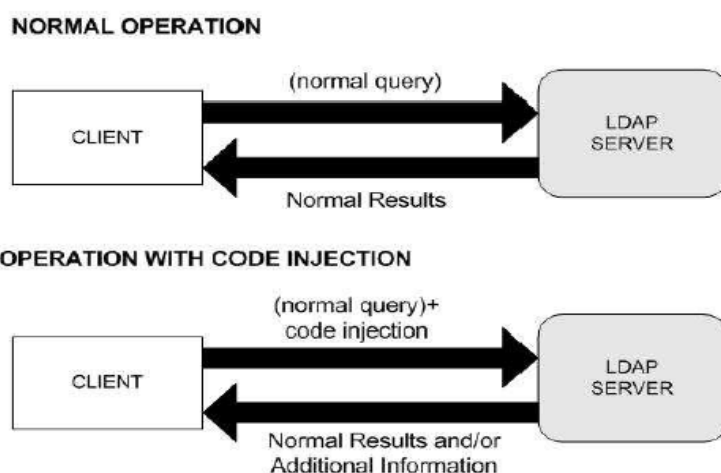 NORMAL OPERATION
(normal query)
CLIENT
LDAP
SERVER
Normal Results
OPERATION WITH CODE INJECTION
(normal query)+
code injection
CLIENT
LDAP
SERVER
Normal Results and/or
Additional Information